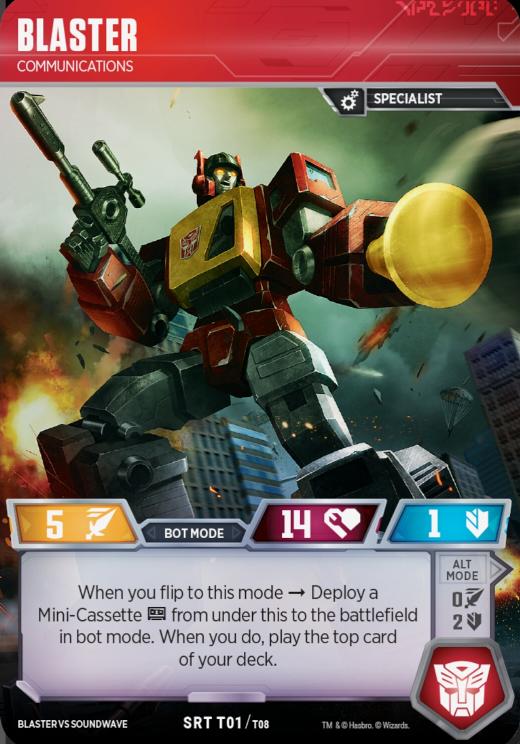 BLASTER
COMMUNICATIONS
SPECIALIST
5
BOT MODE
14
1
When you flip to this mode → Deploy a
Mini-Cassette from under this to the battlefield
in bot mode. When you do, play the top card
of your deck.
ALT
MODE
0
2
BLASTER VS SOUNDWAVE
SRT T01/T08
TM & © Hasbro. © Wizards.